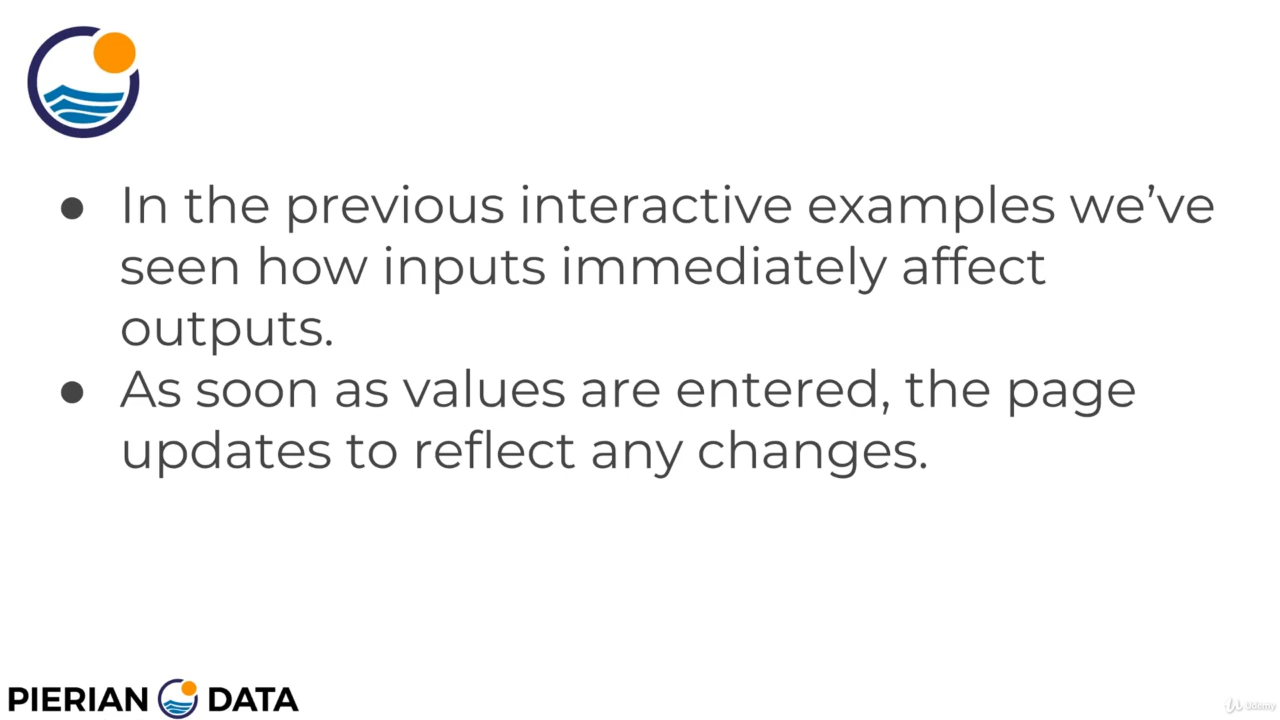 ● In the previous interactive examples we’ve
seen how inputs immediately affect
outputs.
● As soon as values are entered, the page
updates to reflect any changes.
PIERIAN DATA
Udemy